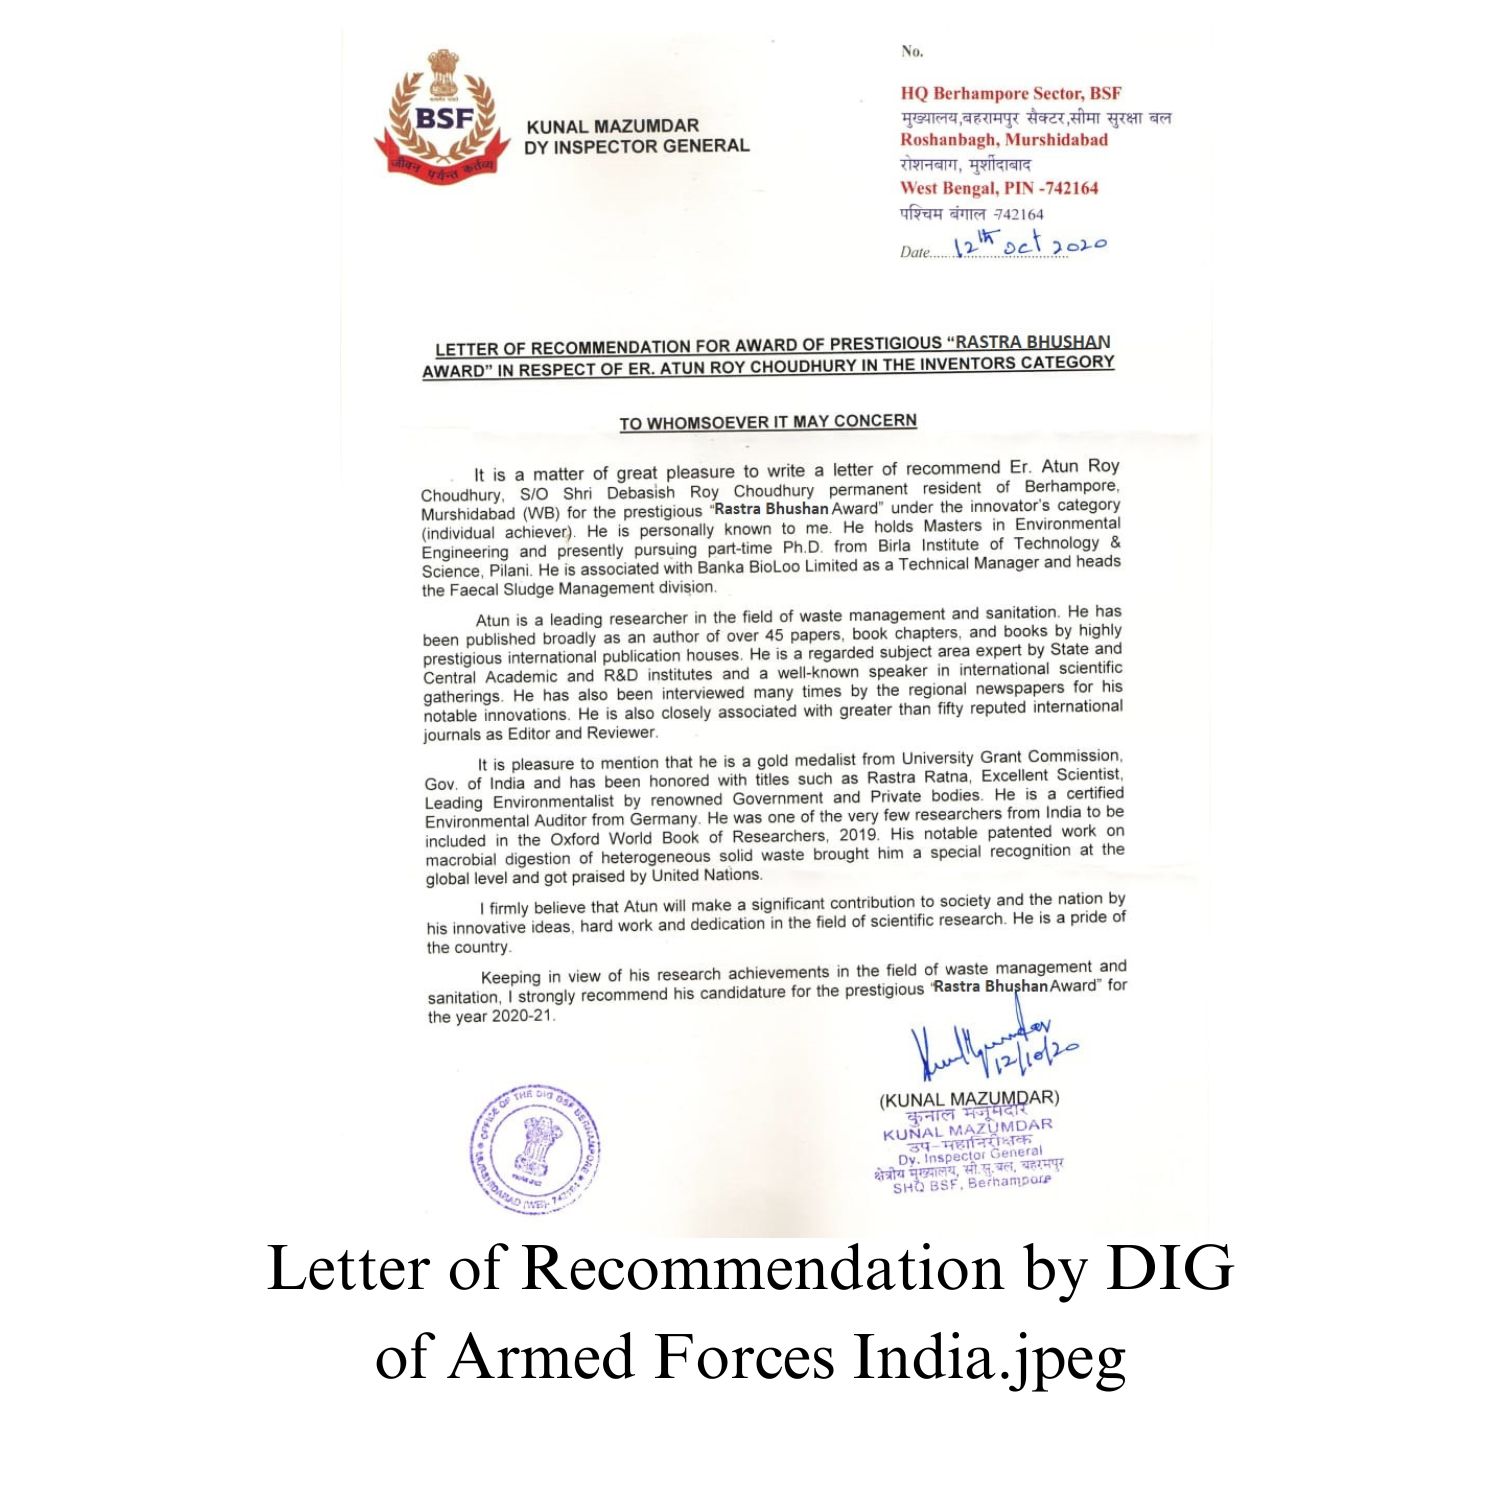 BSF
जीवन पर्यन्त कर्तव्य
KUNAL MAZUMDAR
DY INSPECTOR GENERAL
No.
HQ Berhampore Sector, BSF
मुख्यालय,बहरामपुर सैक्टर,सीमा सुरक्षा बल
Roshanbagh, Murshidabad
रोशनबाग, मुर्शीदाबाद
West Bengal, PIN -742164
पश्चिम बंगाल -742164
Date......12th Oct 2020
LETTER OF RECOMMENDATION FOR AWARD OF PRESTIGIOUS “RASTRA BHUSHAN
AWARD” IN RESPECT OF ER. ATUN ROY CHOUDHURY IN THE INVENTORS CATEGORY
TO WHOMSOEVER IT MAY CONCERN
It is a matter of great pleasure to write a letter of recommend Er. Atun Roy
Choudhury, S/O Shri Debasish Roy Choudhury permanent resident of Berhampore,
Murshidabad (WB) for the prestigious “Rastra Bhushan Award” under the innovator's category
(individual achiever). He is personally known to me. He holds Masters in Environmental
Engineering and presently pursuing part-time Ph.D. from Birla Institute of Technology &
Science, Pilani. He is associated with Banka BioLoo Limited as a Technical Manager and heads
the Faecal Sludge Management division.
Atun is a leading researcher in the field of waste management and sanitation. He has
been published broadly as an author of over 45 papers, book chapters, and books by highly
prestigious international publication houses. He is a regarded subject area expert by State and
Central Academic and R&D institutes and a well-known speaker in international scientific
gatherings. He has also been interviewed many times by the regional newspapers for his
notable innovations. He is also closely associated with greater than fifty reputed international
journals as Editor and Reviewer.
It is pleasure to mention that he is a gold medalist from University Grant Commission,
Gov. of India and has been honored with titles such as Rastra Ratna, Excellent Scientist,
Leading Environmentalist by renowned Government and Private bodies. He is a certified
Environmental Auditor from Germany. He was one of the very few researchers from India to be
included in the Oxford World Book of Researchers, 2019. His notable patented work on
macrobial digestion of heterogeneous solid waste brought him a special recognition at the
global level and got praised by United Nations.
I firmly believe that Atun will make a significant contribution to society and the nation by
his innovative ideas, hard work and dedication in the field of scientific research. He is a pride of
the country.
Keeping in view of his research achievements in the field of waste management and
sanitation, I strongly recommend his candidature for the prestigious “Rastra Bhushan Award” for
the year 2020-21.
12/10/20
(KUNAL MAZUMDAR)
कुनाल मजूमदार
KUNAL MAZUMDAR
उप-महानिरीक्षक
Dy. Inspector General
क्षेत्रीय मुख्यालय, सी.सु.बल, बहरमपुर
SHQ BSF, Berhampore
OFFICE OF THE DIG BSF BERHAMPORE
MURSHIDABAD (WB)- 742164
Letter of Recommendation by DIG
of Armed Forces India.jpeg